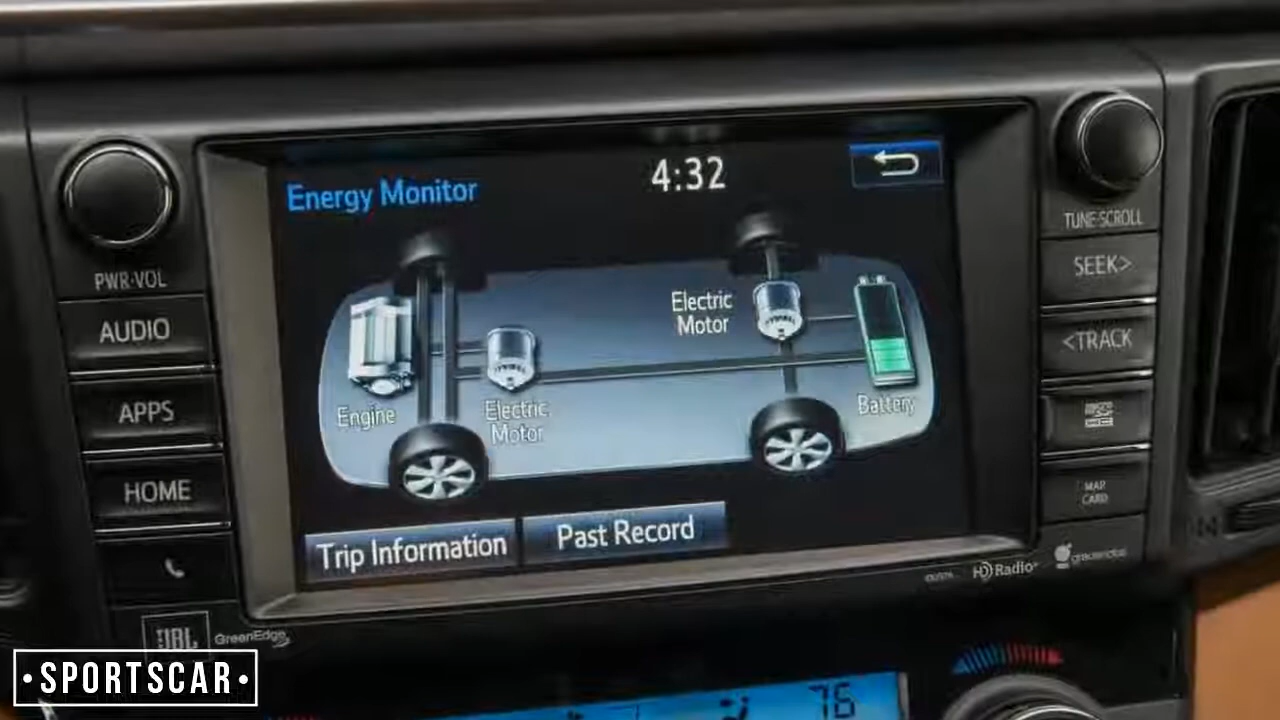 4:32
Energy Monitor
PWR·VOL
TUNE·SCROLL
AUDIO
SEEK>
Electric
Motor
<TRACK
Engine
Electric
Motor
Battery
APPS
HOME
MAP
CARD
Trip Information
Past Record
HD Radio
gracenote
JBL
GreenEdge
·SPORTSCAR·
76